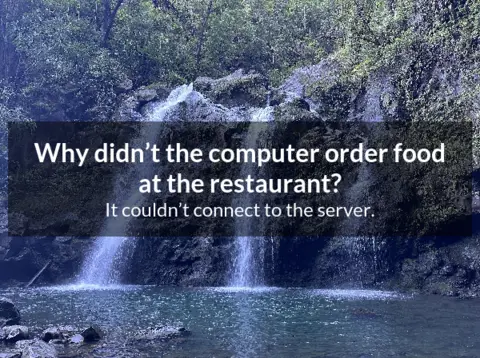 Why didn’t the computer order food
at the restaurant?
It couldn’t connect to the server.